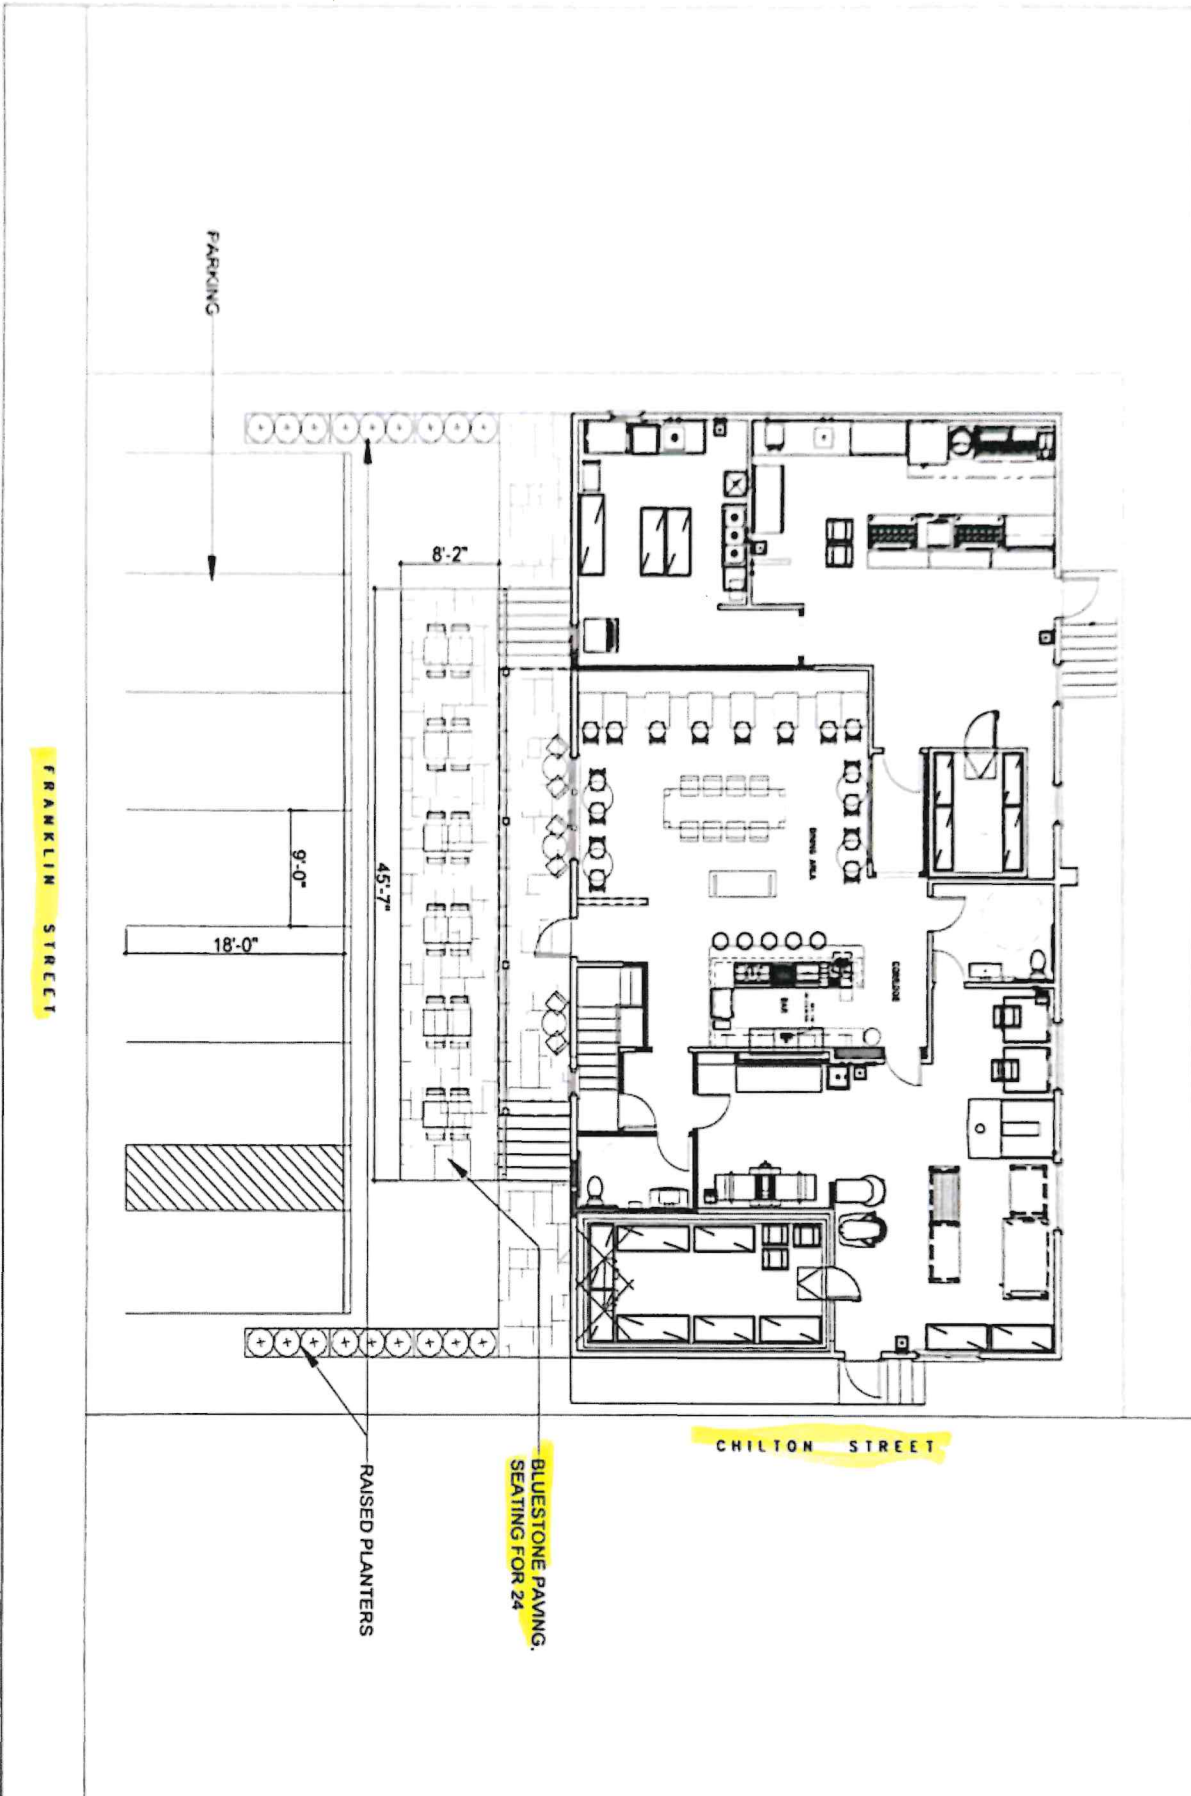 PARKING
8'-2"
45'-7"
9'-0"
18'-0"
DINING AREA
BAR
FRANKLIN STREET
CHILTON STREET
BLUESTONE PAVING,
SEATING FOR 24
RAISED PLANTERS